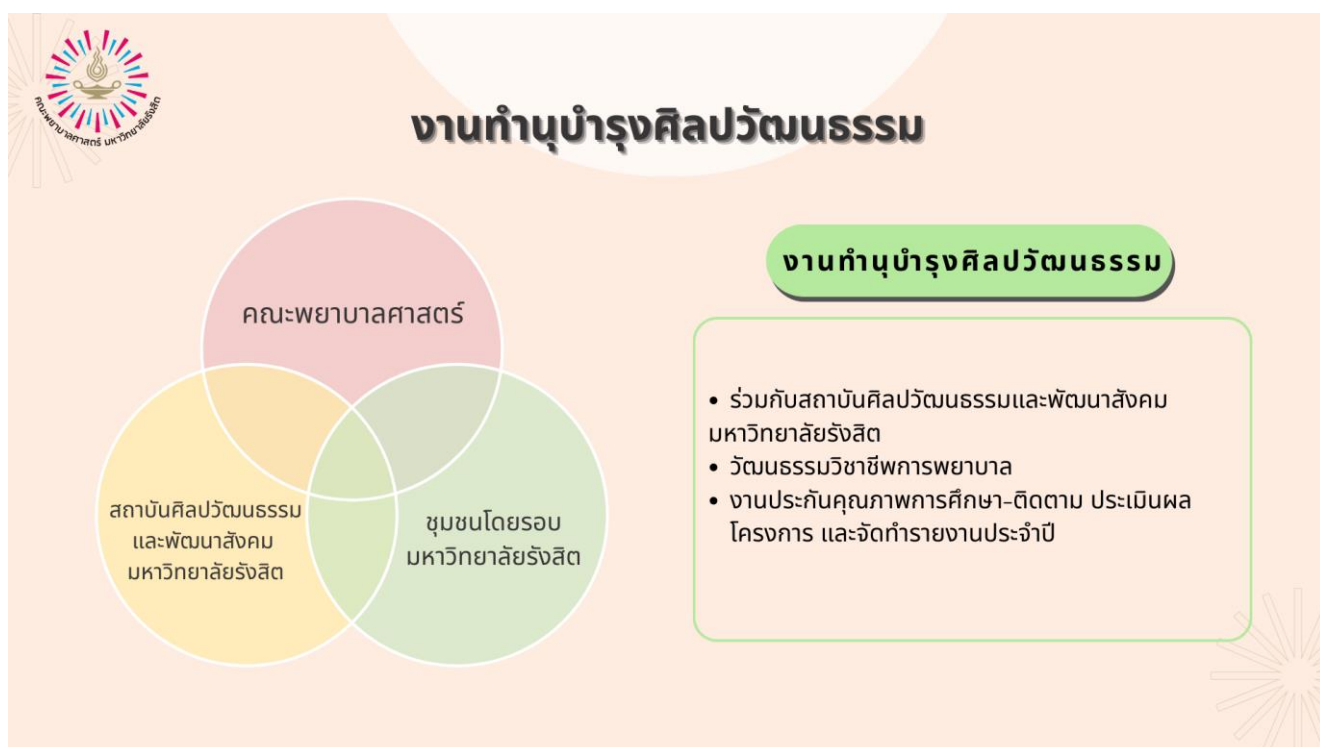 คณะพยาบาลศาสตร์ มหาวิทยาลัยรังสิต
งานทำนุบำรุงศิลปวัฒนธรรม
คณะพยาบาลศาสตร์
สถาบันศิลปวัฒนธรรม
และพัฒนาสังคม
มหาวิทยาลัยรังสิต
ชุมชนโดยรอบ
มหาวิทยาลัยรังสิต
งานทำนุบำรุงศิลปวัฒนธรรม
• ร่วมกับสถาบันศิลปวัฒนธรรมและพัฒนาสังคม
มหาวิทยาลัยรังสิต
• วัฒนธรรมวิชาชีพการพยาบาล
• งานประกันคุณภาพการศึกษา-ติดตาม ประเมินผล
โครงการ และจัดทำรายงานประจำปี